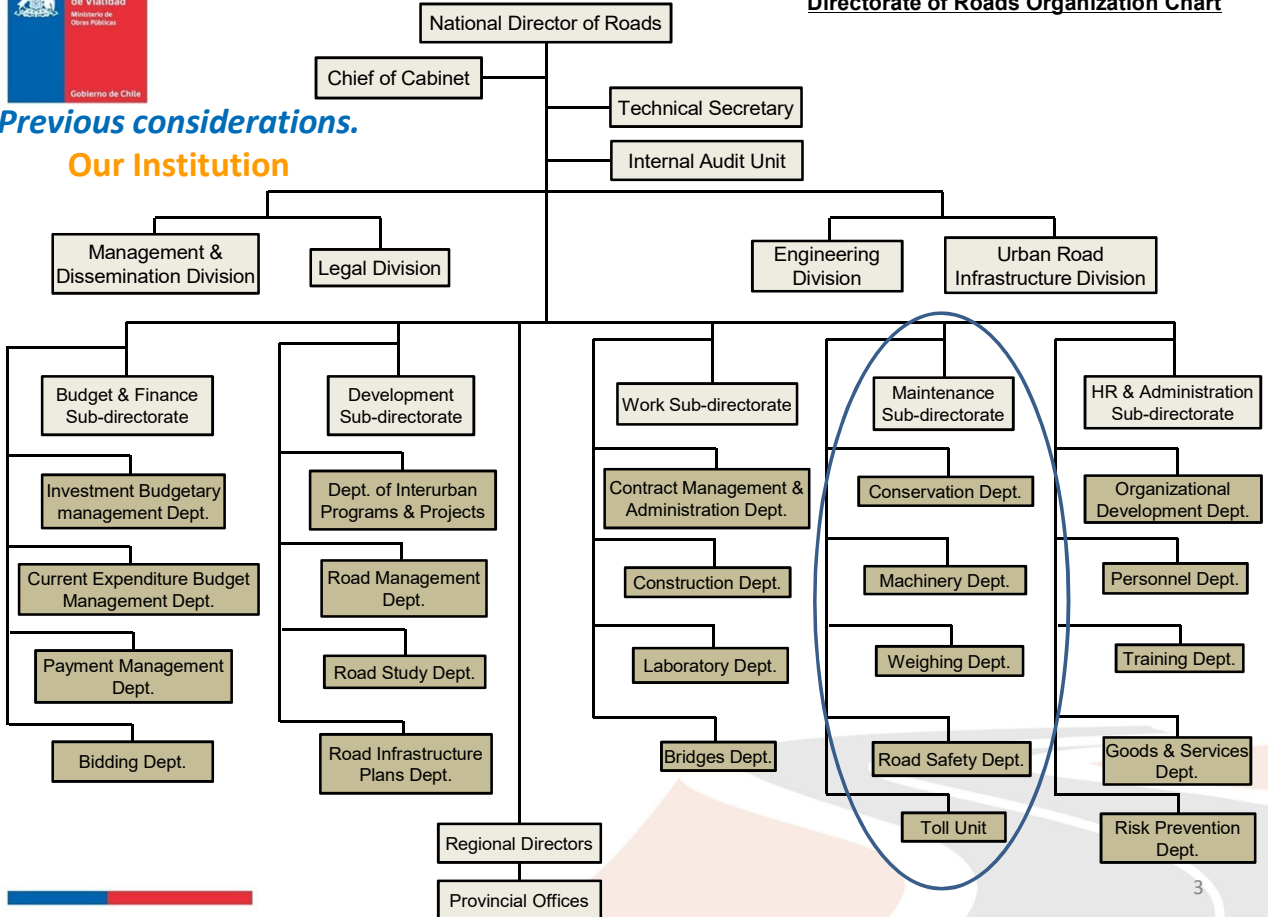 de Vialidad
Ministerio de
Obras Públicas
Gobierno de Chile
Directorate of Roads Organization Chart
Previous considerations.
Our Institution
National Director of Roads
Chief of Cabinet
Technical Secretary
Internal Audit Unit
Management &
Dissemination Division
Legal Division
Engineering
Division
Urban Road
Infrastructure Division
Budget & Finance
Sub-directorate
Investment Budgetary
management Dept.
Current Expenditure Budget
Management Dept.
Payment Management
Dept.
Bidding Dept.
Development
Sub-directorate
Dept. of Interurban
Programs & Projects
Road Management
Dept.
Road Study Dept.
Road Infrastructure
Plans Dept.
Regional Directors
Provincial Offices
Work Sub-directorate
Contract Management &
Administration Dept.
Construction Dept.
Laboratory Dept.
Bridges Dept.
Maintenance
Sub-directorate
Conservation Dept.
Machinery Dept.
Weighing Dept.
Road Safety Dept.
Toll Unit
HR & Administration
Sub-directorate
Organizational
Development Dept.
Personnel Dept.
Training Dept.
Goods & Services
Dept.
Risk Prevention
Dept.
3